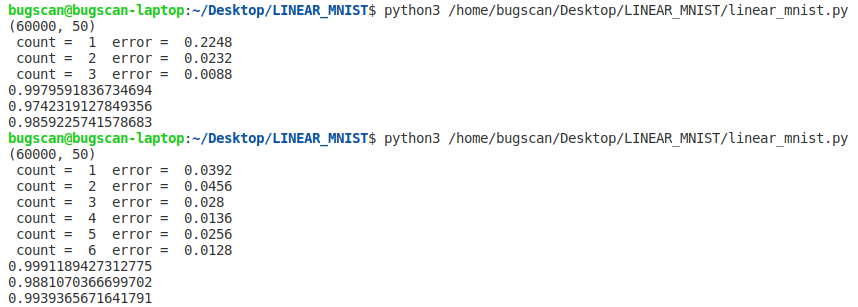 bugscan@bugscan-laptop:~/Desktop/LINEAR_MNIST$ python3 /home/bugscan/Desktop/LINEAR_MNIST/linear_mnist.py
(60000, 50)
 count =  1  error =  0.2248
 count =  2  error =  0.0232
 count =  3  error =  0.0088
0.9979591836734694
0.9742319127849356
0.9859225741578683
bugscan@bugscan-laptop:~/Desktop/LINEAR_MNIST$ python3 /home/bugscan/Desktop/LINEAR_MNIST/linear_mnist.py
(60000, 50)
 count =  1  error =  0.0392
 count =  2  error =  0.0456
 count =  3  error =  0.028
 count =  4  error =  0.0136
 count =  5  error =  0.0256
 count =  6  error =  0.0128
0.9991189427312775
0.9881070366699702
0.9939365671641791